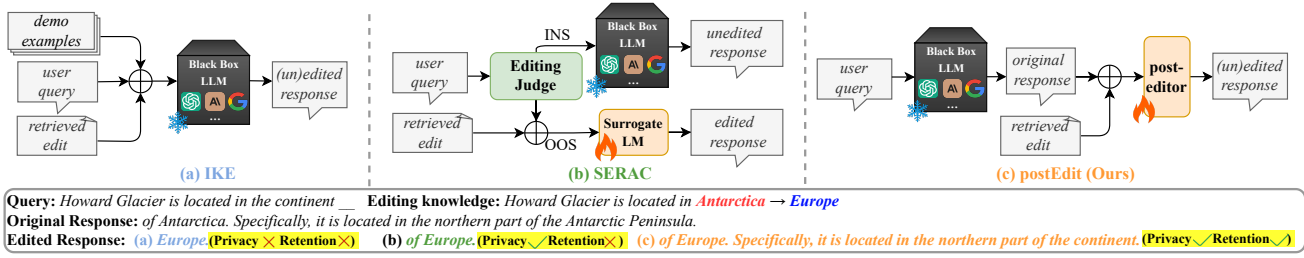 demo
examples
user
query
retrieved
edit
Black Box
LLM
...
(un)edited
response
(a) IKE
user
query
retrieved
edit
Editing
Judge
INS
OOS
Black Box
LLM
...
unedited
response
Surrogate
LM
edited
response
(b) SERAC
user
query
Black Box
LLM
...
original
response
retrieved
edit
post-
editor
(un)edited
response
(c) postEdit (Ours)
Query: Howard Glacier is located in the continent __ Editing knowledge: Howard Glacier is located in Antarctica → Europe
Original Response: of Antarctica. Specifically, it is located in the northern part of the Antarctic Peninsula.
Edited Response: (a) Europe.(Privacy ✗ Retention✗) (b) of Europe.(Privacy ✓Retention✗) (c) of Europe. Specifically, it is located in the northern part of the continent.(Privacy ✓Retention✓)